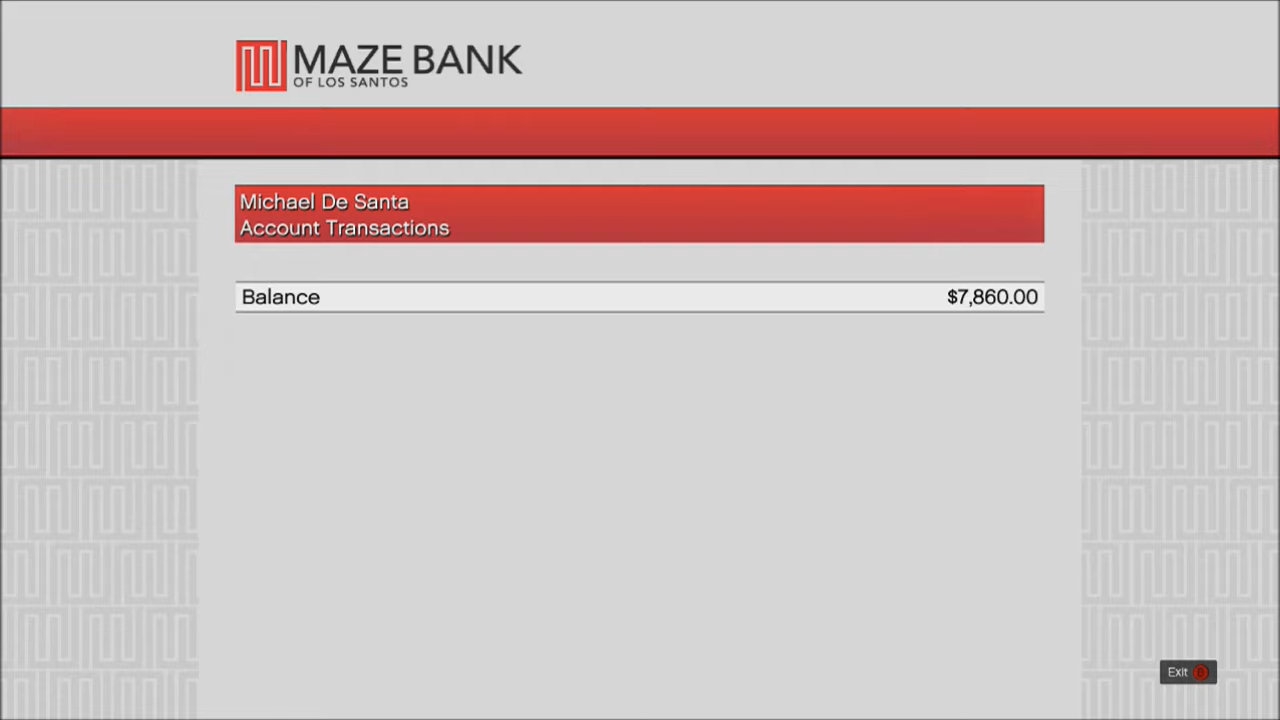 MAZE BANK
OF LOS SANTOS
Michael De Santa
Account Transactions
Balance $7,860.00
Exit